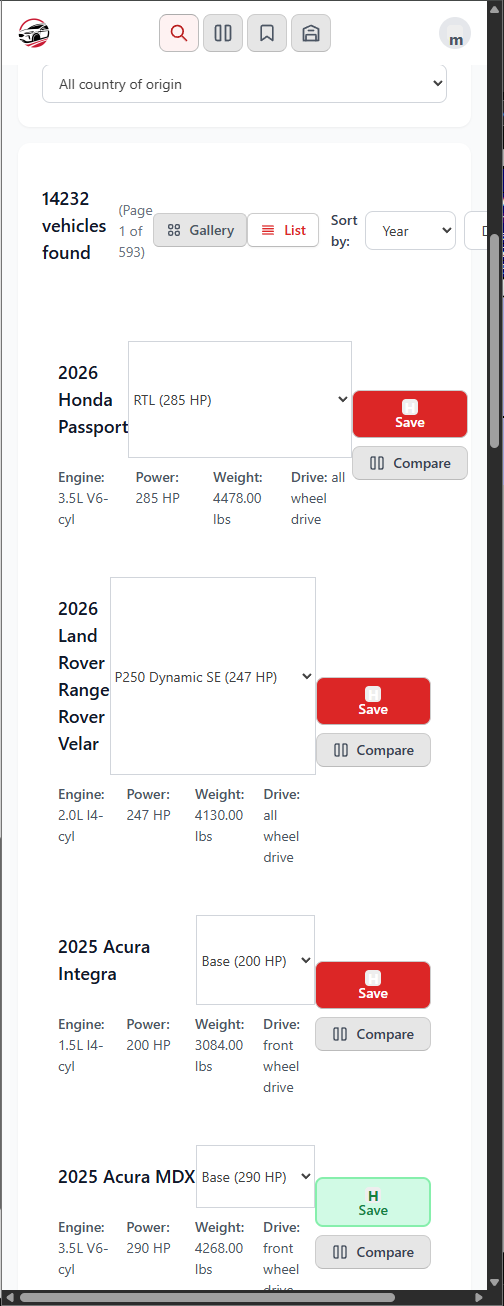 m
All country of origin
14232
vehicles
found
(Page
1 of
593)
Gallery
List
Sort
by:
Year
2026
Honda
Passport
RTL (285 HP)
H
Save
Compare
Engine:
3.5L V6-
cyl
Power:
285 HP
Weight:
4478.00
lbs
Drive: all
wheel
drive
2026
Land
Rover
Range
Rover
Velar
P250 Dynamic SE (247 HP)
H
Save
Compare
Engine:
2.0L I4-
cyl
Power:
247 HP
Weight:
4130.00
lbs
Drive:
all
wheel
drive
2025 Acura
Integra
Base (200 HP)
H
Save
Compare
Engine:
1.5L I4-
cyl
Power:
200 HP
Weight:
3084.00
lbs
Drive:
front
wheel
drive
2025 Acura MDX
Base (290 HP)
H
Save
Compare
Engine:
3.5L V6-
cyl
Power:
290 HP
Weight:
4268.00
lbs
Drive:
front
wheel
drive